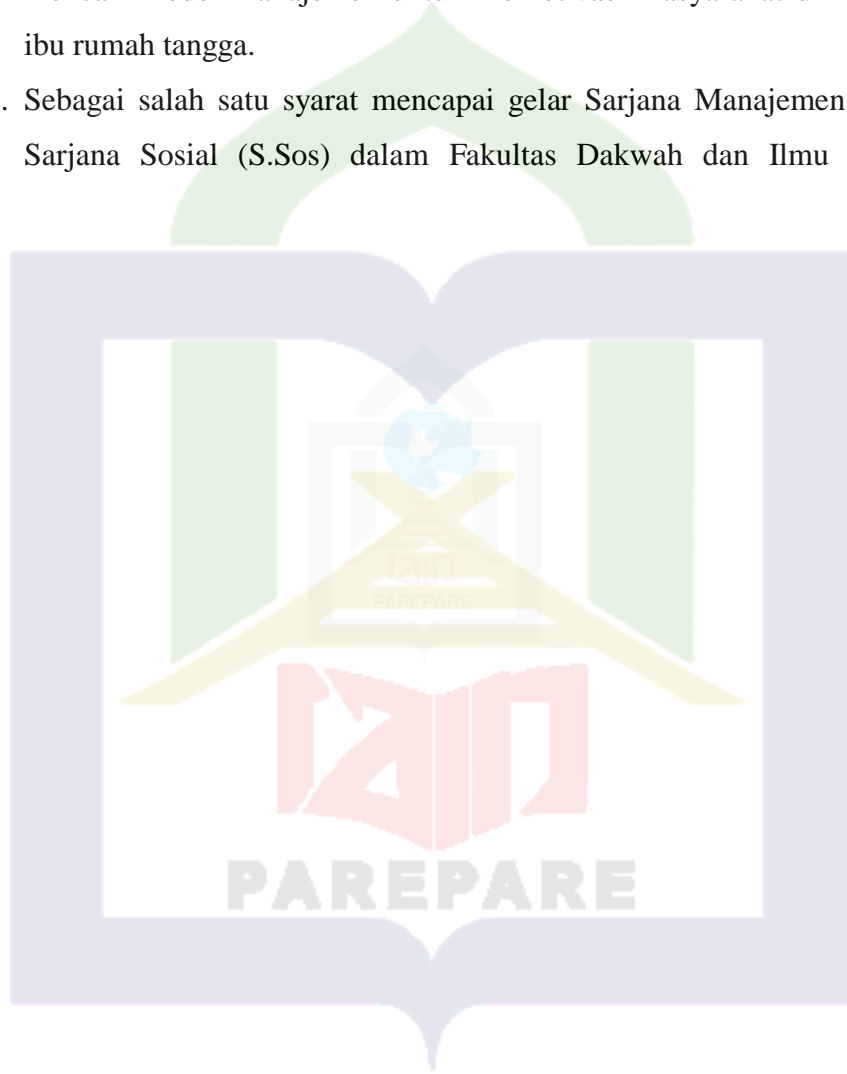 ibu rumah tangga.
. Sebagai salah satu syarat mencapai gelar Sarjana Manajemen
Sarjana Sosial (S.Sos) dalam Fakultas Dakwah dan Ilmu
PAREPARE
iain
PAREPARE